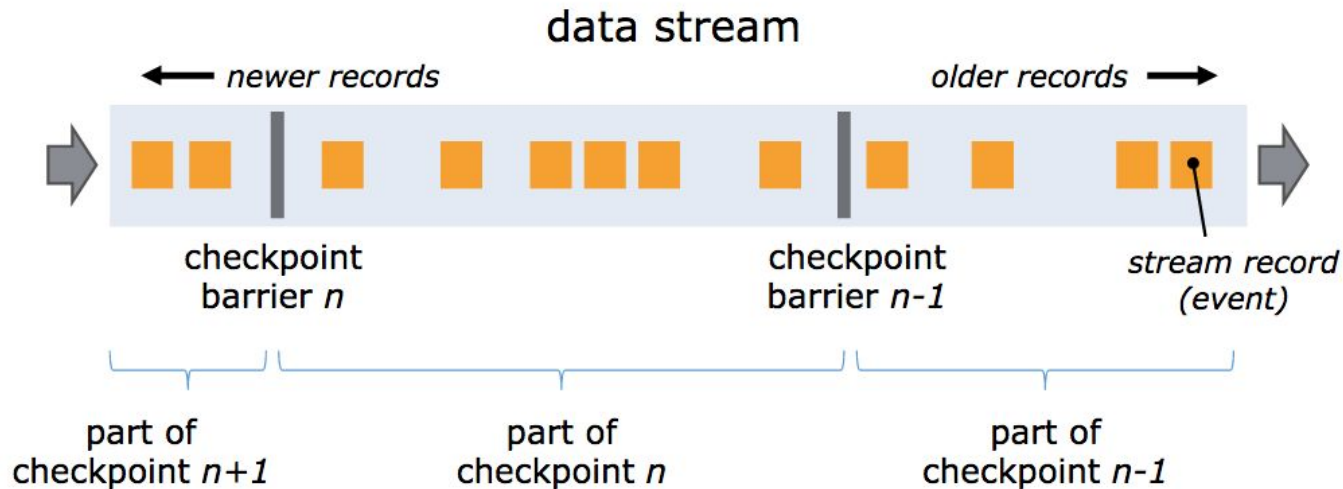 data stream
newer records
older records
checkpoint
barrier n
checkpoint
barrier n-1
stream record
(event)
part of
checkpoint n+1
part of
checkpoint n
part of
checkpoint n-1